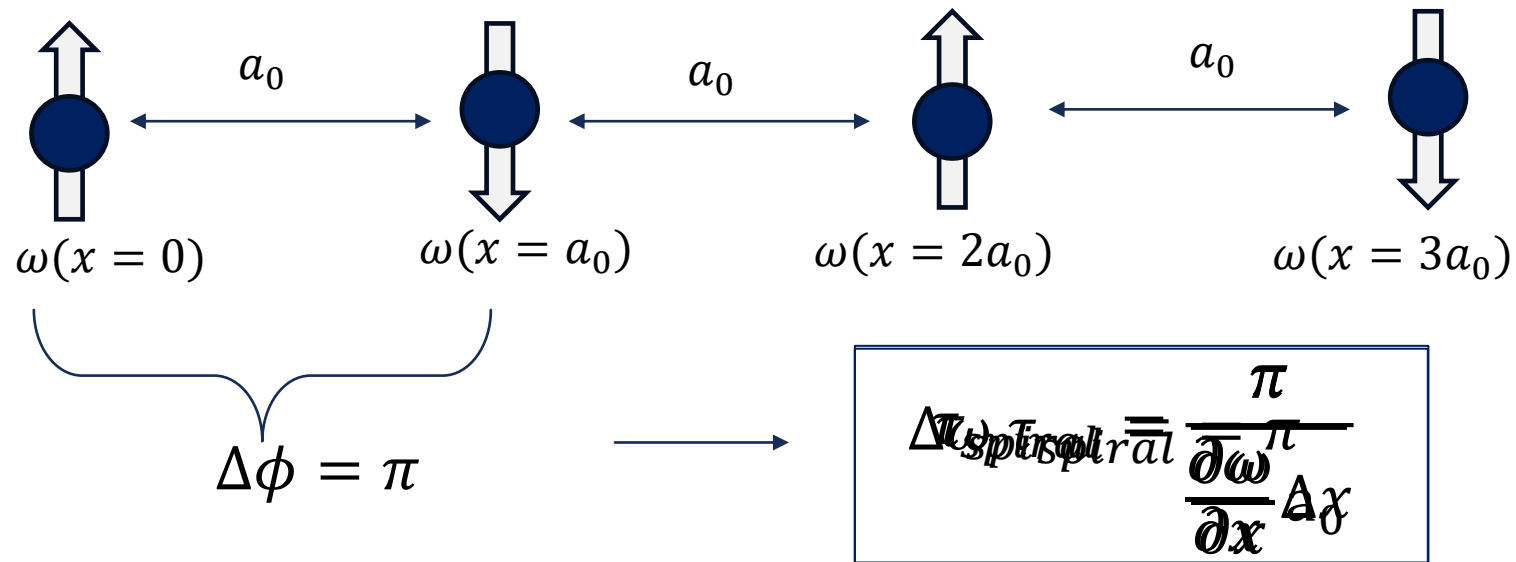 a₀ a₀ a₀
ω(x = 0) ω(x = a₀) ω(x = 2a₀) ω(x = 3a₀)
Δϕ = π
π
∂ω
∂x